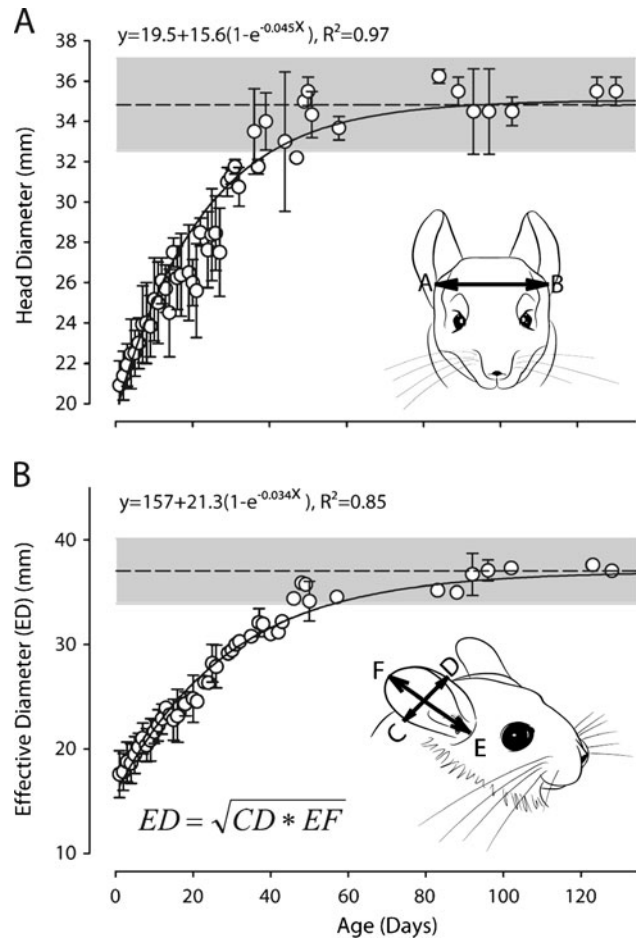 A
y=19.5+15.6(1-e^-0.045X), R²=0.97
38
36
34
32
30
28
26
24
22
20
Head Diameter (mm)
A B
B
y=157+21.3(1-e^-0.034X), R²=0.85
40
30
20
10
Effective Diameter (ED) (mm)
F D
C E
ED = √CD * EF
0 20 40 60 80 100 120
Age (Days)